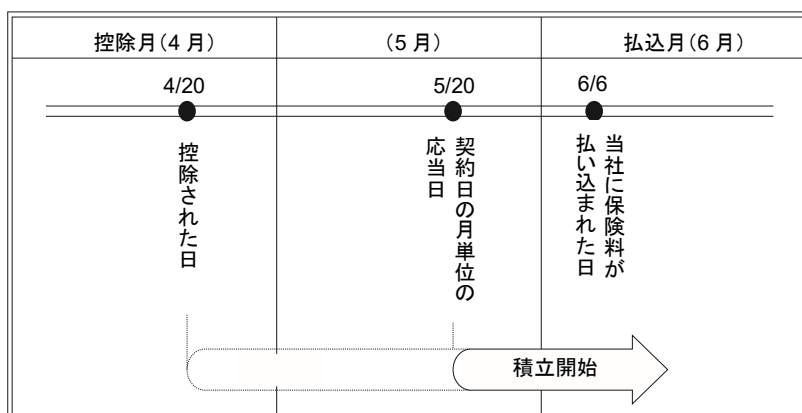 控除月(4月)
(5月)
払込月(6月)
4/20
5/20
6/6
控除された日
契約日の月単位の
応当日
当社に保険料が
払い込まれた日
積立開始